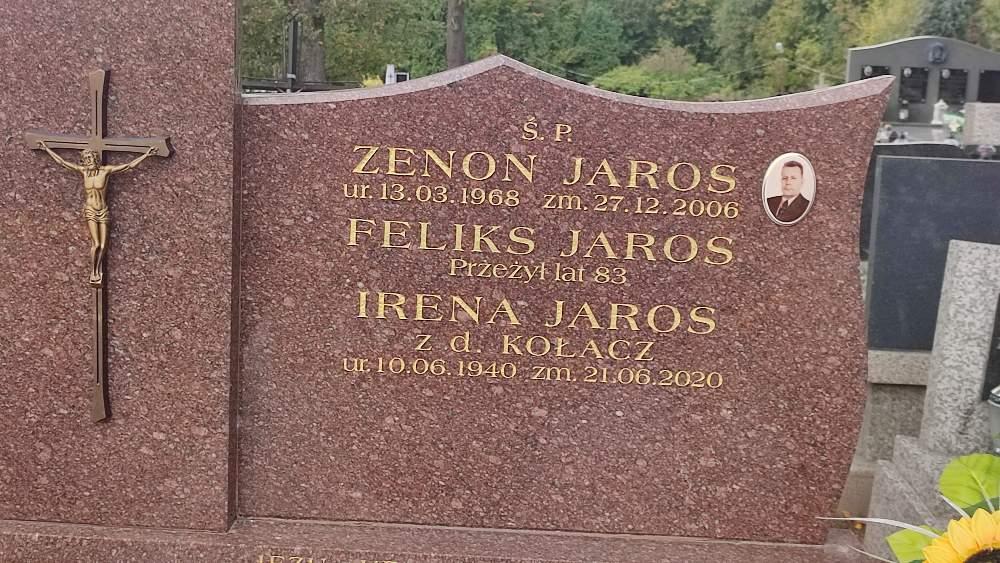 Ś. P.
ZENON JAROS
ur. 13.03.1968 zm. 27.12.2006
FELIKS JAROS
Przeżył lat 83
IRENA JAROS
z d. KOŁACZ
ur. 10.06.1940 zm. 21.06.2020